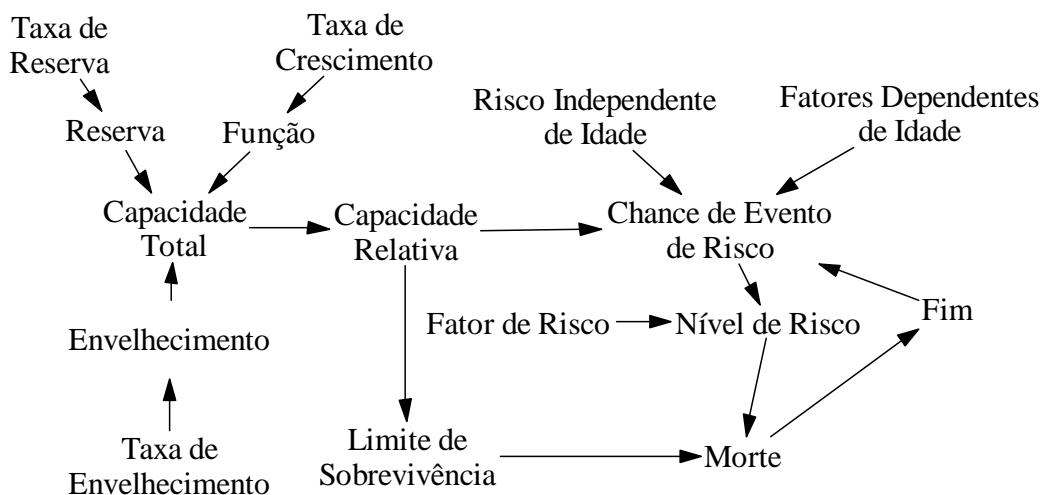 Taxa de
Reserva
Taxa de
Crescimento
Risco Independente
de Idade
Fatores Dependentes
de Idade
Reserva
Função
Capacidade
Total
Capacidade
Relativa
Chance de Evento
de Risco
Envelhecimento
Fator de Risco
Nível de Risco
Fim
Taxa de
Envelhecimento
Limite de
Sobrevivência
Morte